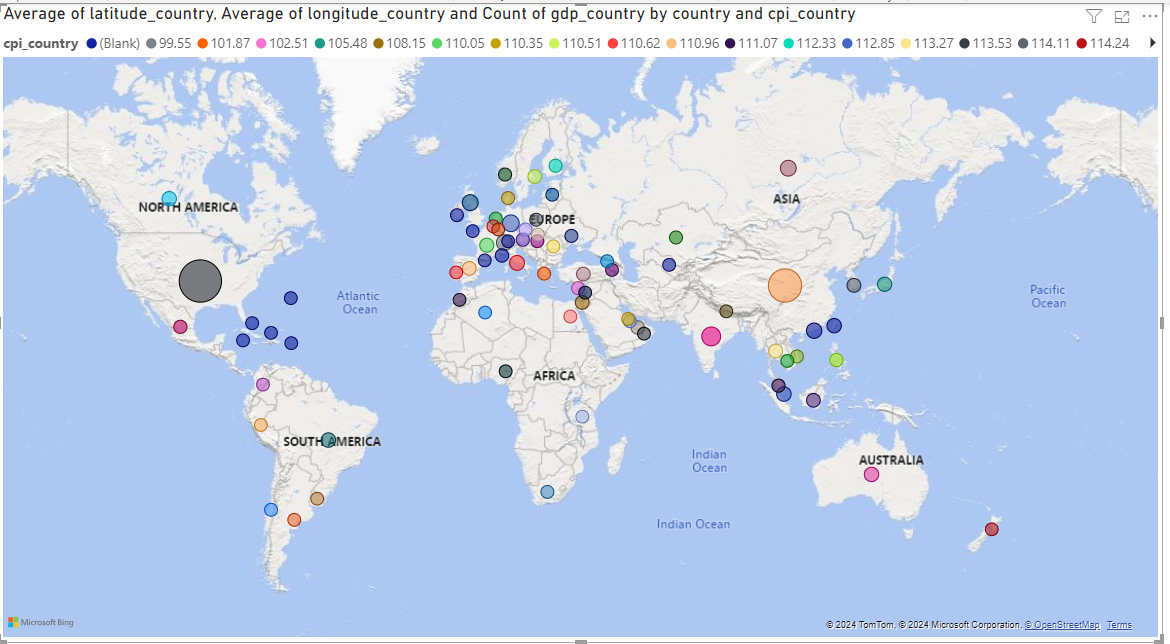 Average of latitude_country, Average of longitude_country and Count of gdp_country by country and cpi_country
cpi_country (Blank) 99.55 101.87 102.51 105.48 108.15 110.05 110.35 110.51 110.62 110.96 111.07 112.33 112.85 113.27 113.53 114.11 114.24
NORTH AMERICA
EUROPE
ASIA
Atlantic
Ocean
Pacific
Ocean
AFRICA
SOUTH AMERICA
Indian
Ocean
AUSTRALIA
Indian Ocean
Microsoft Bing
© 2024 TomTom, © 2024 Microsoft Corporation, © OpenStreetMap Terms